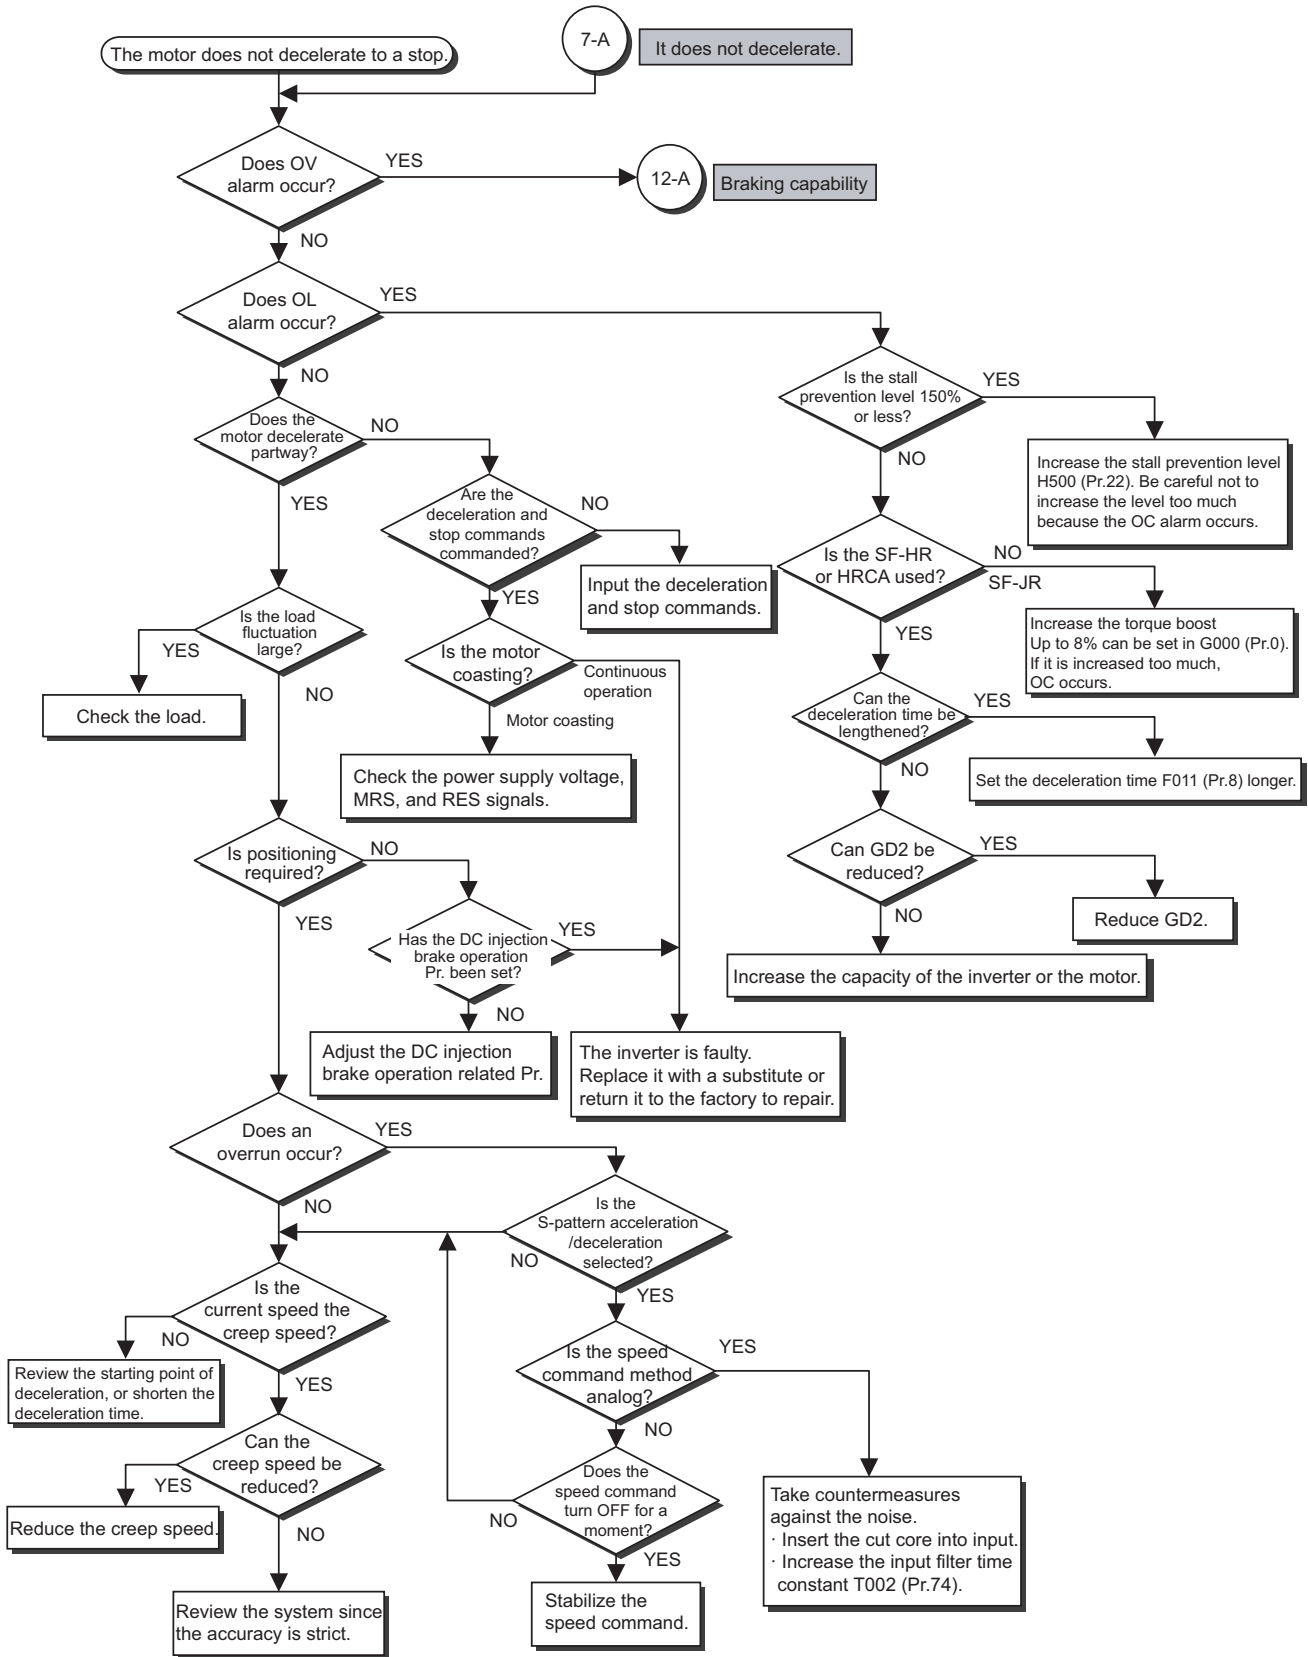 The motor does not decelerate to a stop.
7-A
It does not decelerate.
Does OV
alarm occur?
YES
12-A
Braking capability
NO
Does OL
alarm occur?
YES
NO
Is the stall
prevention level 150%
or less?
YES
NO
Increase the stall prevention level
H500 (Pr.22). Be careful not to
increase the level too much
because the OC alarm occurs.
Does the
motor decelerate
partway?
NO
YES
Are the
deceleration and
stop commands
commanded?
NO
YES
Input the deceleration
and stop commands.
Is the SF-HR
or HRCA used?
NO
SF-JR
YES
Increase the torque boost
Up to 8% can be set in G000 (Pr.0).
If it is increased too much,
OC occurs.
Is the load
fluctuation
large?
YES
NO
Check the load.
Is the motor
coasting?
Continuous
operation
Motor coasting
Check the power supply voltage,
MRS, and RES signals.
Can the
deceleration time be
lengthened?
YES
NO
Set the deceleration time F011 (Pr.8) longer.
Can GD2 be
reduced?
YES
NO
Reduce GD2.
Increase the capacity of the inverter or the motor.
Is positioning
required?
NO
YES
Has the DC injection
brake operation
Pr. been set?
YES
NO
Adjust the DC injection
brake operation related Pr.
The inverter is faulty.
Replace it with a substitute or
return it to the factory to repair.
Does an
overrun occur?
YES
NO
Is the
S-pattern acceleration
/deceleration
selected?
NO
YES
Is the
current speed the
creep speed?
NO
YES
Review the starting point of
deceleration, or shorten the
deceleration time.
Is the speed
command method
analog?
YES
NO
Can the
creep speed be
reduced?
YES
NO
Reduce the creep speed.
Does the
speed command
turn OFF for a
moment?
NO
YES
Take countermeasures
against the noise.
· Insert the cut core into input.
· Increase the input filter time
constant T002 (Pr.74).
Review the system since
the accuracy is strict.
Stabilize the
speed command.